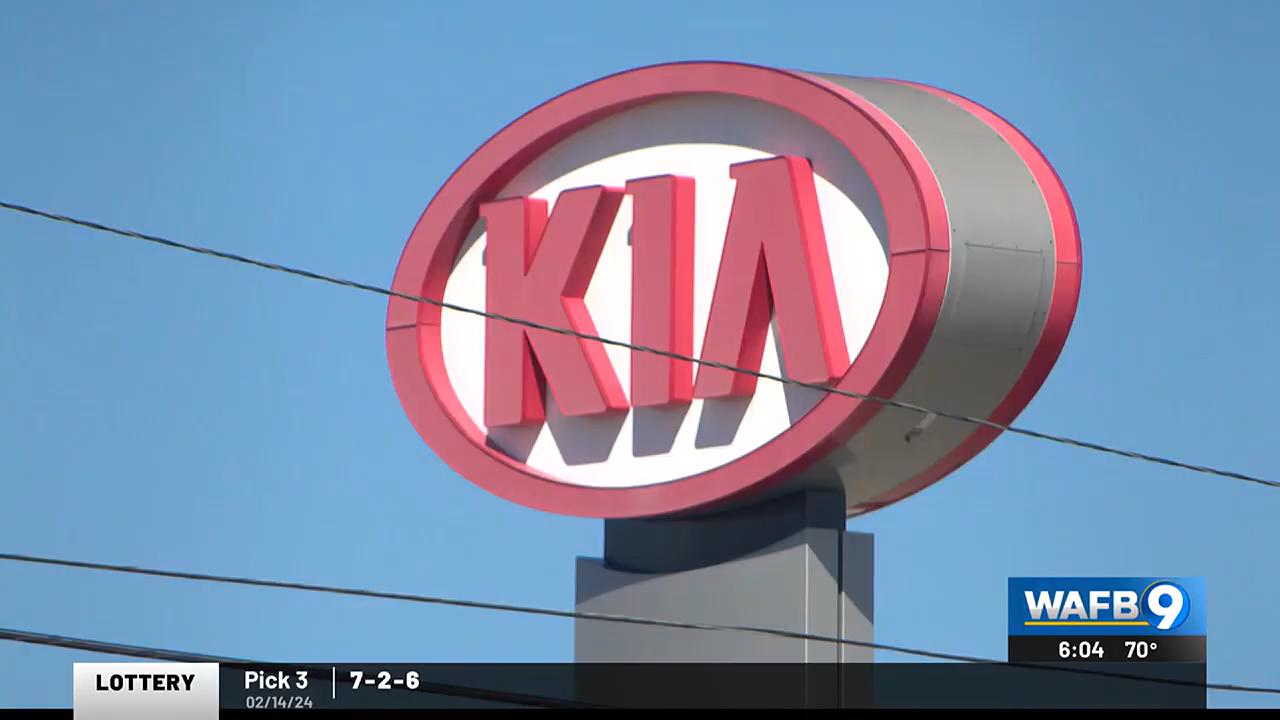 KIA
WAFB 9
6:04 70°
LOTTERY
Pick 3
7-2-6
02/14/24